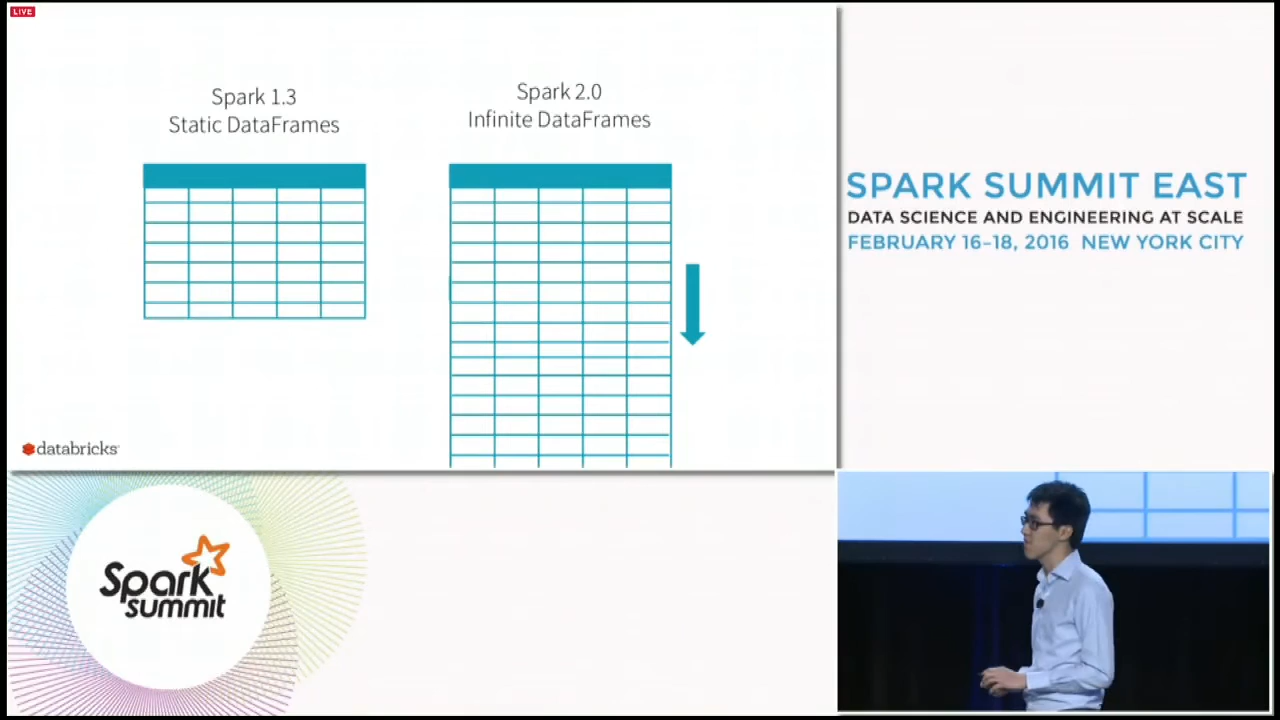 LIVE
Spark 1.3
Static DataFrames
Spark 2.0
Infinite DataFrames
databricks
SPARK SUMMIT EAST
DATA SCIENCE AND ENGINEERING AT SCALE
FEBRUARY 16–18, 2016 NEW YORK CITY
Spark
summit